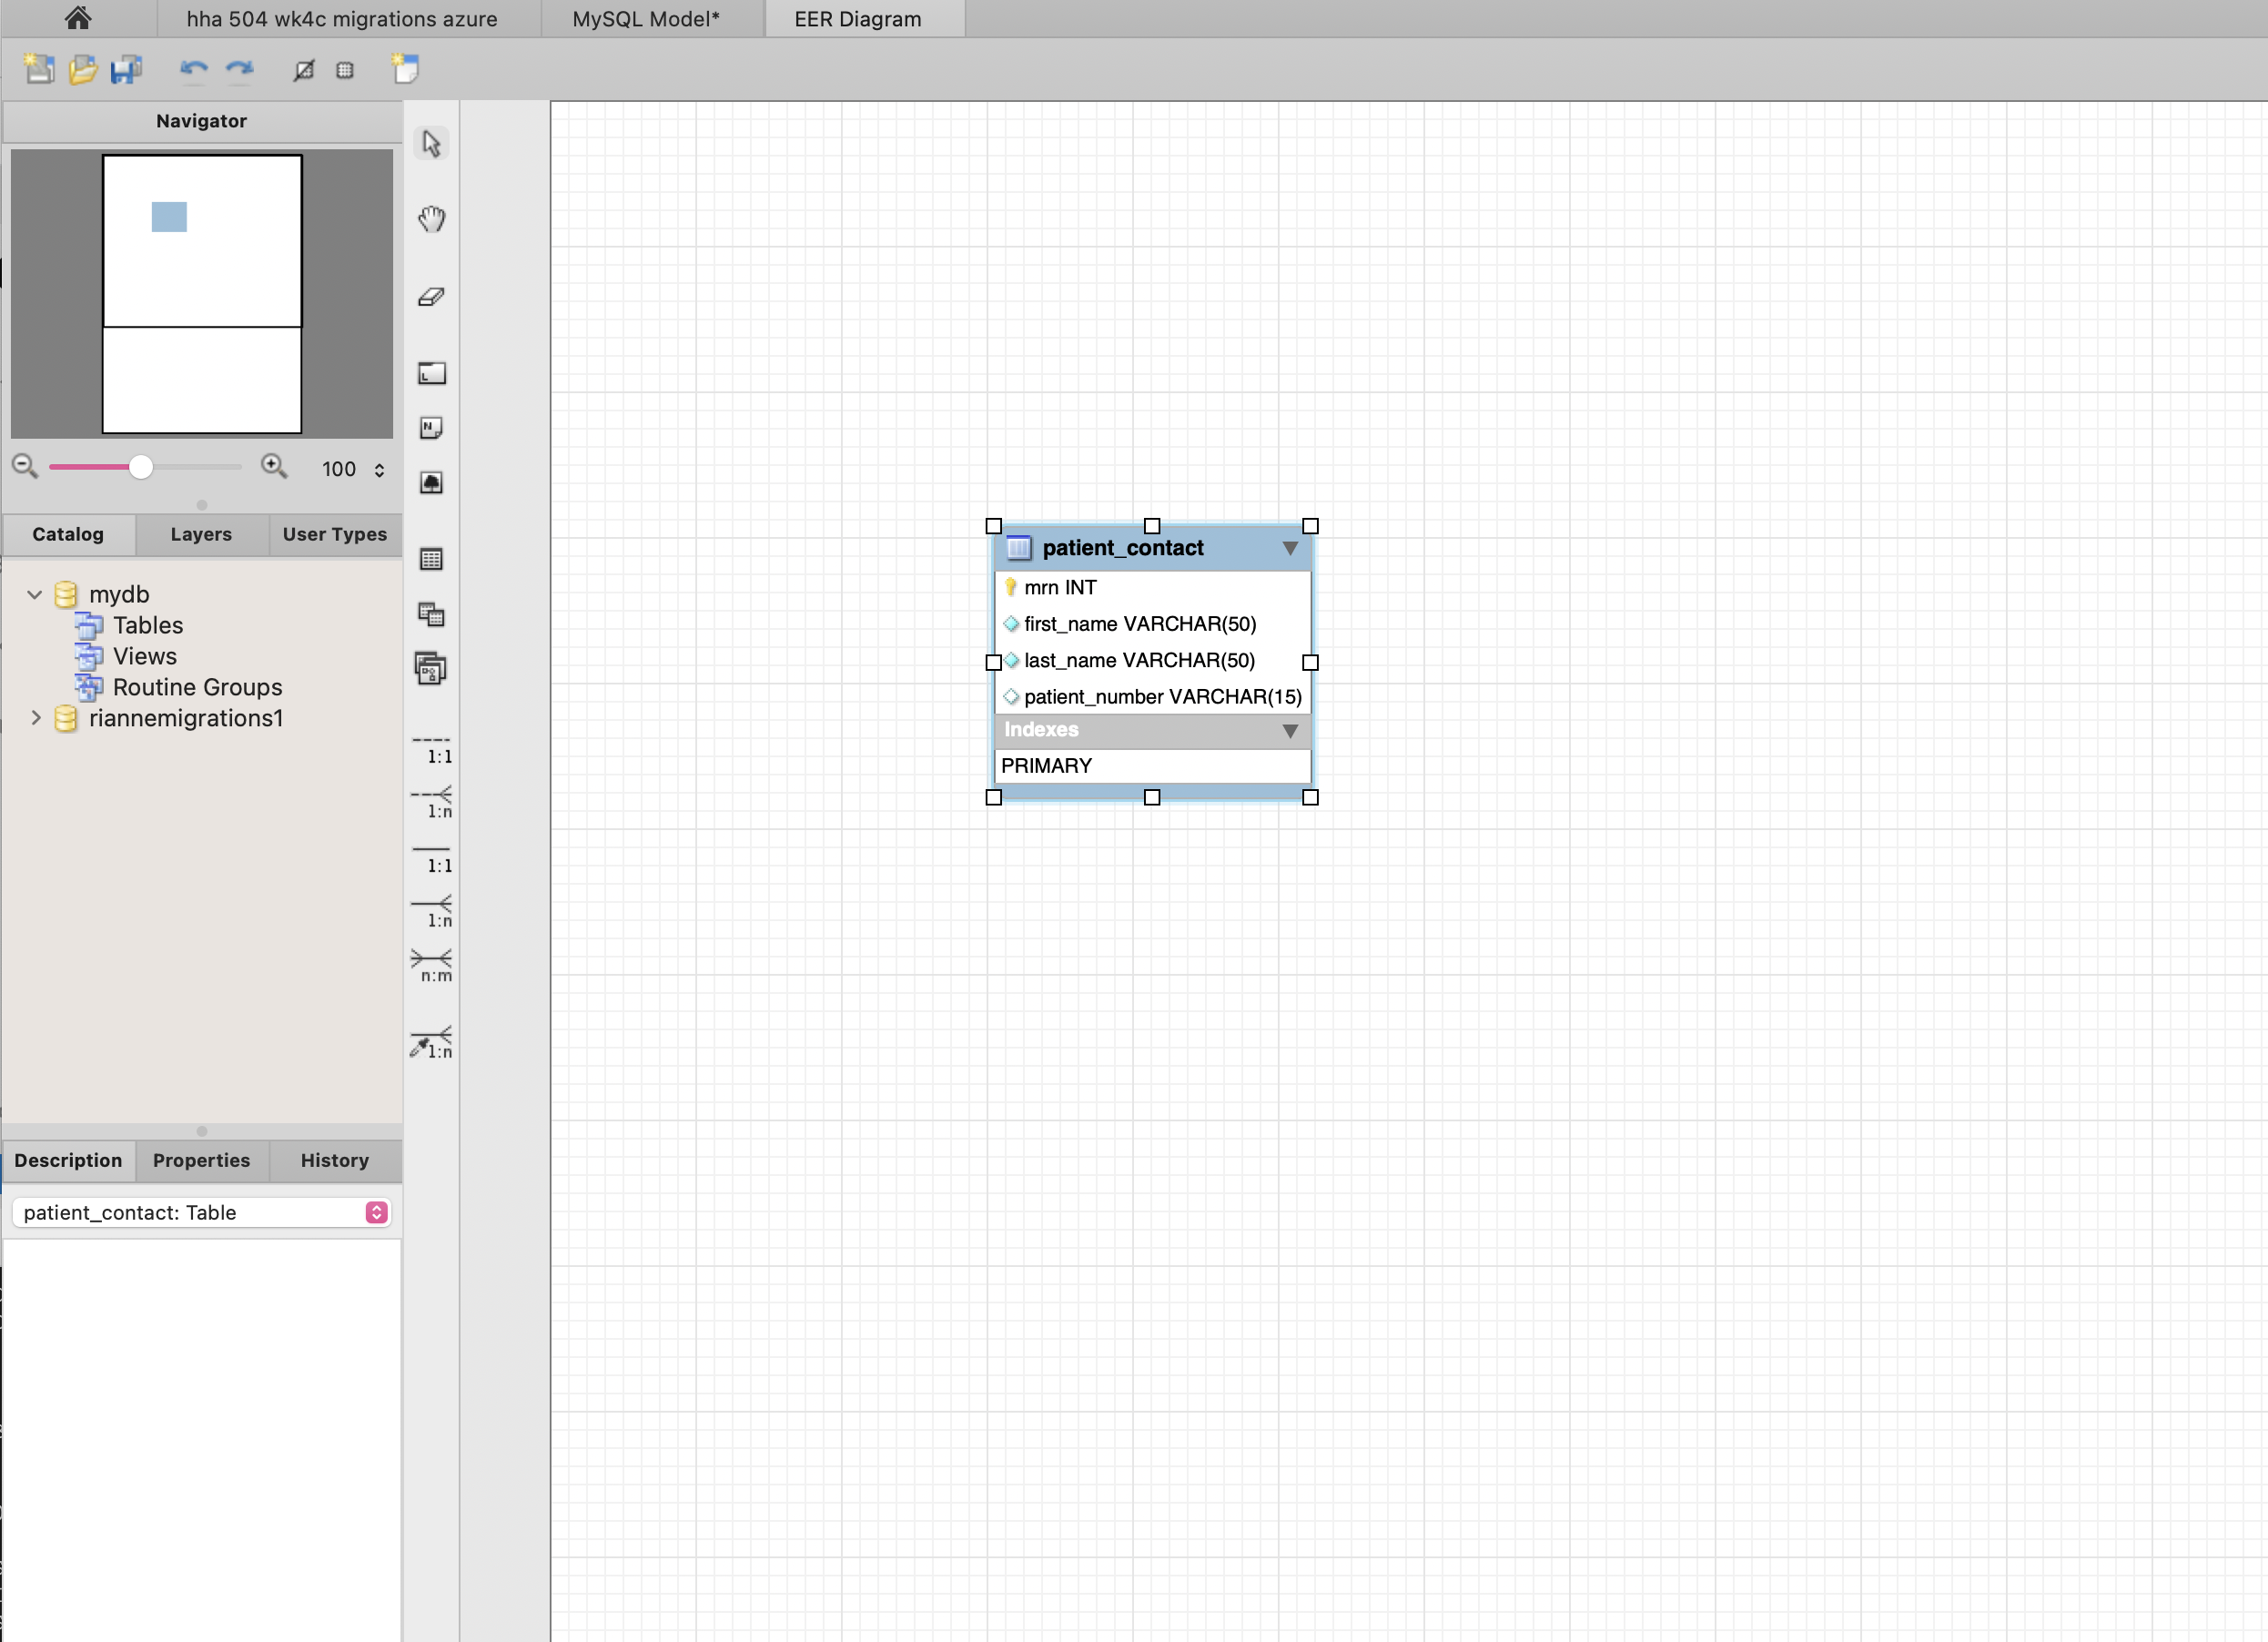 hha 504 wk4c migrations azure
MySQL Model*
EER Diagram
Navigator
100
Catalog
Layers
User Types
mydb
Tables
Views
Routine Groups
riannemigrations1
Description
Properties
History
patient_contact: Table
L
N
1:1
1:n
1:1
1:n
n:m
1:n
patient_contact
mrn INT
first_name VARCHAR(50)
last_name VARCHAR(50)
patient_number VARCHAR(15)
Indexes
PRIMARY